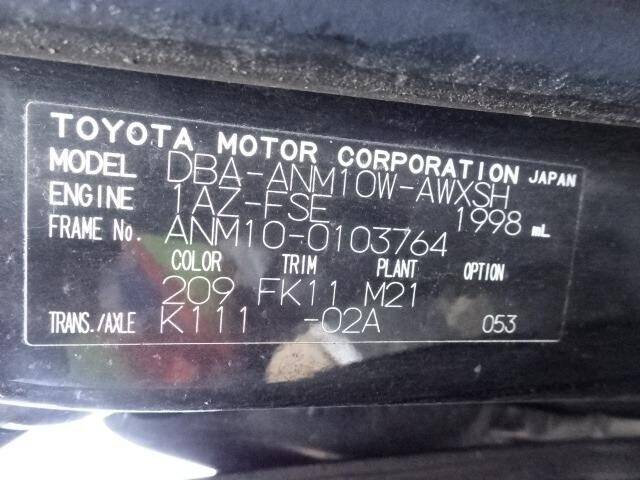 TOYOTA MOTOR CORPORATION JAPAN
MODEL DBA-ANM10W-AWXSH
ENGINE 1AZ-FSE 1998 mL
FRAME No. ANM10-0103764
COLOR TRIM PLANT OPTION
209 FK11 M21
TRANS./AXLE K111 -02A 053